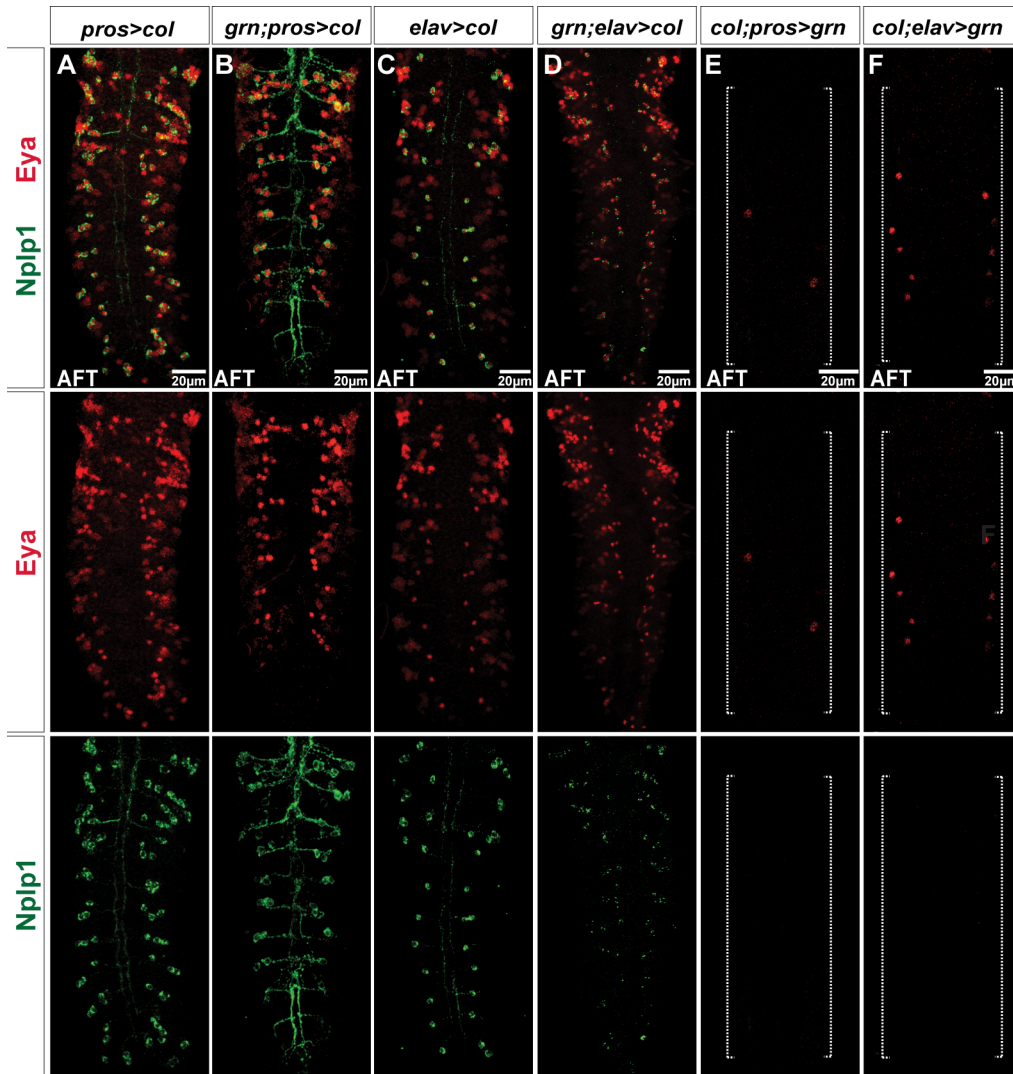 pros>col
grn;pros>col
elav>col
grn;elav>col
col;pros>grn
col;elav>grn
Nplp1 Eya
A
B
C
D
E
F
AFT
20µm
AFT
20µm
AFT
20µm
AFT
20µm
AFT
20µm
AFT
20µm
Eya
F
Nplp1